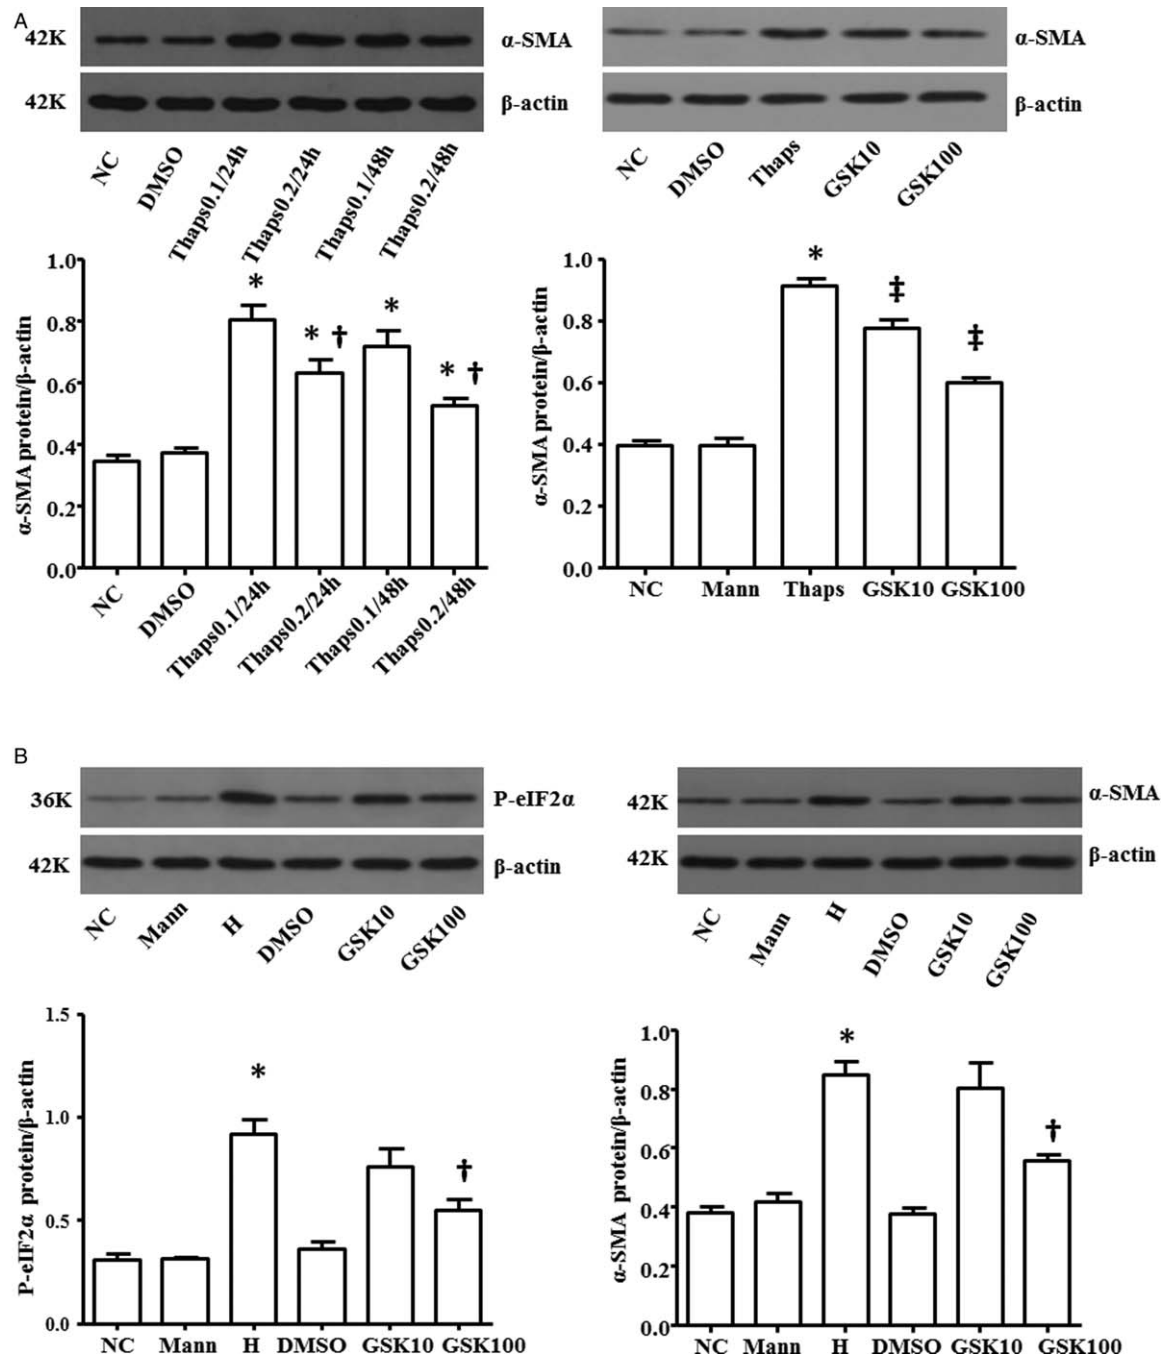 A
42K
α-SMA
42K
β-actin
NC
DMSO
Thaps0.1/24h
Thaps0.2/24h
Thaps0.1/48h
Thaps0.2/48h
α-SMA
β-actin
NC
DMSO
Thaps
GSK10
GSK100
α-SMA protein/β-actin
1.0
0.8
0.6
0.4
0.2
0.0
*
* †
*
* †
NC
DMSO
Thaps0.1/24h
Thaps0.2/24h
Thaps0.1/48h
Thaps0.2/48h
α-SMA protein/β-actin
1.0
0.8
0.6
0.4
0.2
0.0
*
‡
‡
NC Mann Thaps GSK10 GSK100
B
36K
P-eIF2α
42K
β-actin
NC
Mann
H
DMSO
GSK10
GSK100
42K
α-SMA
42K
β-actin
NC
Mann
H
DMSO
GSK10
GSK100
P-eIF2α protein/β-actin
1.5
1.0
0.5
0.0
*
†
NC Mann H DMSO GSK10 GSK100
α-SMA protein/β-actin
1.0
0.8
0.6
0.4
0.2
0.0
*
†
NC Mann H DMSO GSK10 GSK100